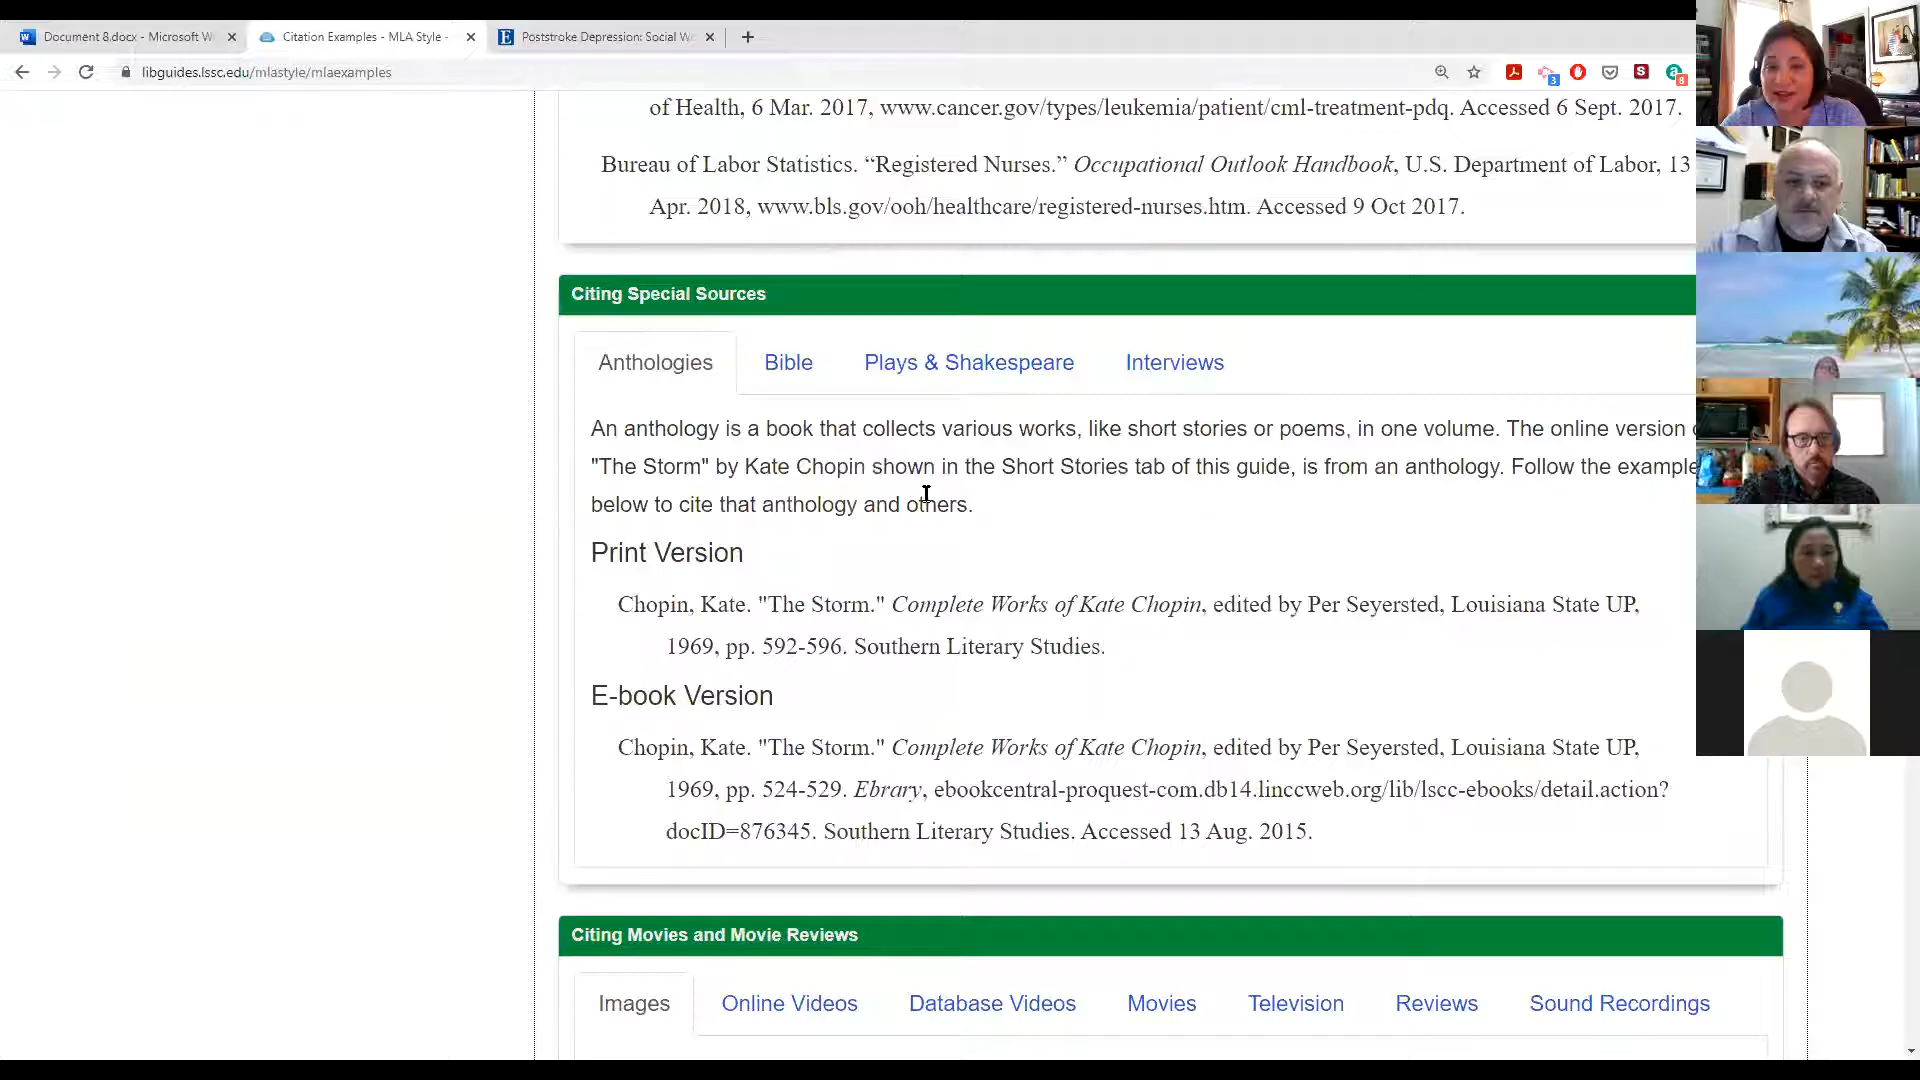 Document 8.docx - Microsoft W
Citation Examples - MLA Style -
Poststroke Depression: Social W
libguides.lssc.edu/mlastyle/mlaexamples
3
8
of Health, 6 Mar. 2017, www.cancer.gov/types/leukemia/patient/cml-treatment-pdq. Accessed 6 Sept. 2017.
Bureau of Labor Statistics. “Registered Nurses.” Occupational Outlook Handbook, U.S. Department of Labor, 13
Apr. 2018, www.bls.gov/ooh/healthcare/registered-nurses.htm. Accessed 9 Oct 2017.
Citing Special Sources
Anthologies Bible Plays & Shakespeare Interviews
An anthology is a book that collects various works, like short stories or poems, in one volume. The online version
"The Storm" by Kate Chopin shown in the Short Stories tab of this guide, is from an anthology. Follow the example
below to cite that anthology and others.
Print Version
Chopin, Kate. "The Storm." Complete Works of Kate Chopin, edited by Per Seyersted, Louisiana State UP,
1969, pp. 592-596. Southern Literary Studies.
E-book Version
Chopin, Kate. "The Storm." Complete Works of Kate Chopin, edited by Per Seyersted, Louisiana State UP,
1969, pp. 524-529. Ebrary, ebookcentral-proquest-com.db14.linccweb.org/lib/lscc-ebooks/detail.action?
docID=876345. Southern Literary Studies. Accessed 13 Aug. 2015.
Citing Movies and Movie Reviews
Images Online Videos Database Videos Movies Television Reviews Sound Recordings